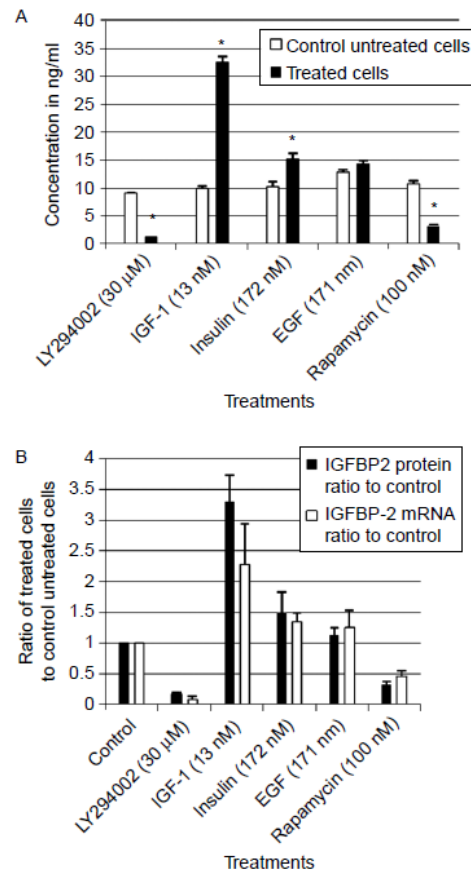 A
Control untreated cells
Treated cells
Concentration in ng/ml
40
35
30
25
20
15
10
5
0
*
*
*
*
LY294002 (30 µM)
IGF-1 (13 nM)
Insulin (172 nM)
EGF (171 nm)
Rapamycin (100 nM)
Treatments
B
IGFBP2 protein
ratio to control
IGFBP-2 mRNA
ratio to control
Ratio of treated cells
to control untreated cells
4
3.5
3
2.5
2
1.5
1
0.5
0
Control
LY294002 (30 µM)
IGF-1 (13 nM)
Insulin (172 nM)
EGF (171 nm)
Rapamycin (100 nM)
Treatments